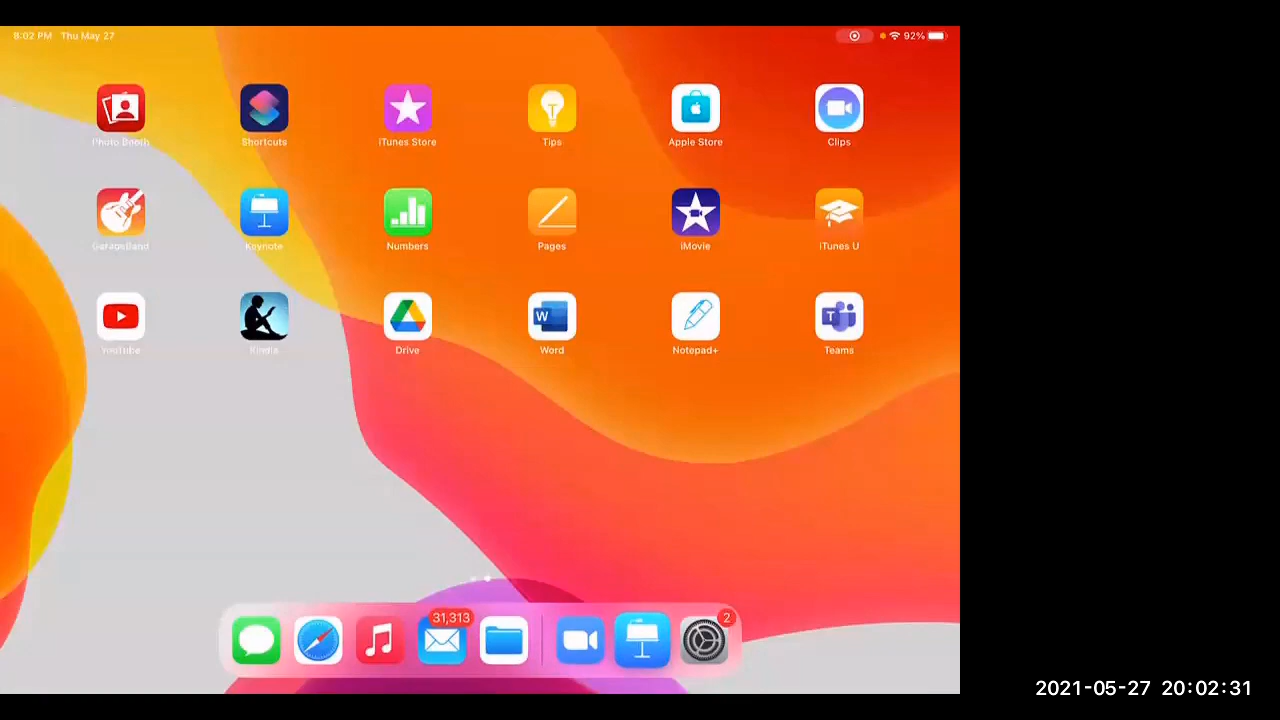 8:02 PM Thu May 27
92%
Photo Booth Shortcuts iTunes Store Tips Apple Store Clips
GarageBand Keynote Numbers Pages iMovie iTunes U
W T
YouTube Kindle Drive Word Notepad+ Teams
31,313 2
2021-05-27 20:02:31